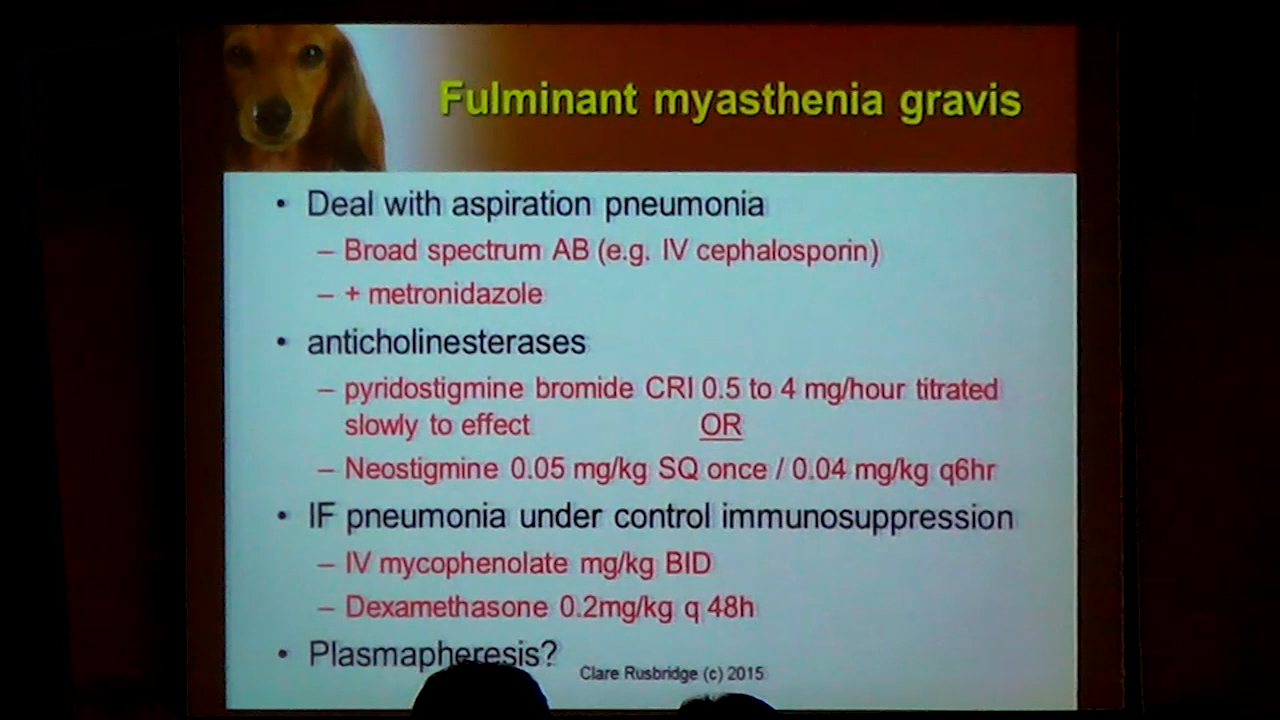 Fulminant myasthenia gravis
• Deal with aspiration pneumonia
– Broad spectrum AB (e.g. IV cephalosporin)
– + metronidazole
• anticholinesterases
– pyridostigmine bromide CRI 0.5 to 4 mg/hour titrated
slowly to effect OR
– Neostigmine 0.05 mg/kg SQ once / 0.04 mg/kg q6hr
• IF pneumonia under control immunosuppression
– IV mycophenolate mg/kg BID
– Dexamethasone 0.2mg/kg q 48h
• Plasmapheresis?
Clare Rusbridge (c) 2015